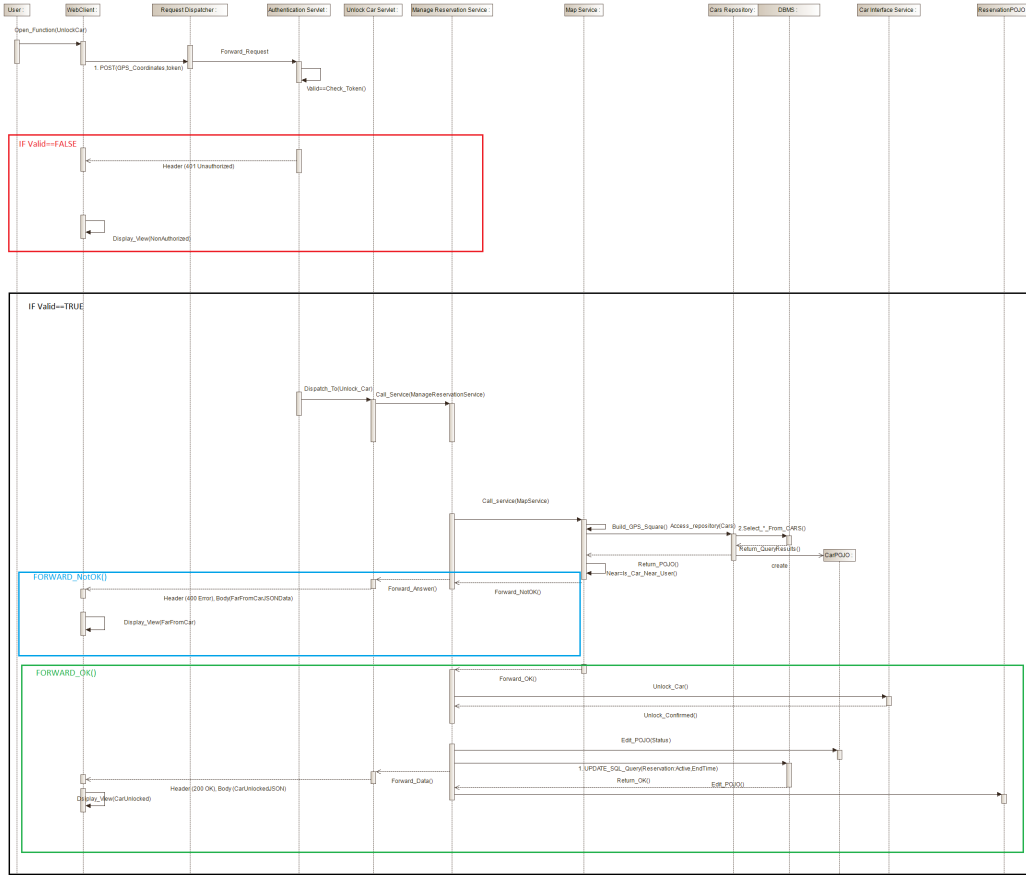 User :
WebClient :
Request Dispatcher :
Authentication Servlet :
Unlock Car Servlet :
Manage Reservation Service :
Map Service :
Cars Repository :
DBMS :
Car Interface Service :
ReservationPOJO
Open_Function(UnlockCar)
1. POST(GPS_Coordinates,token)
Forward_Request
Valid==Check_Token()
IF Valid==FALSE
Header (401 Unauthorized)
Display_View(NonAuthorized)
IF Valid==TRUE
Dispatch_To(Unlock_Car)
Call_Service(ManageReservationService)
Call_service(MapService)
Build_GPS_Square()
Access_repository(Cars)
2.Select_*_From_CARS()
Return_QueryResults()
CarPOJO :
create
Return_POJO()
Near=Is_Car_Near_User()
FORWARD_NotOK()
Forward_Answer()
Forward_NotOK()
Header (400 Error), Body(FarFromCarJSONData)
Display_View(FarFromCar)
FORWARD_OK()
Forward_OK()
Unlock_Car()
Unlock_Confirmed()
Edit_POJO(Status)
1. UPDATE_SQL_Query(Reservation:Active,EndTime)
Forward_Data()
Return_OK()
Edit_POJO()
Header (200 OK), Body (CarUnlockedJSON)
Display_View(CarUnlocked)